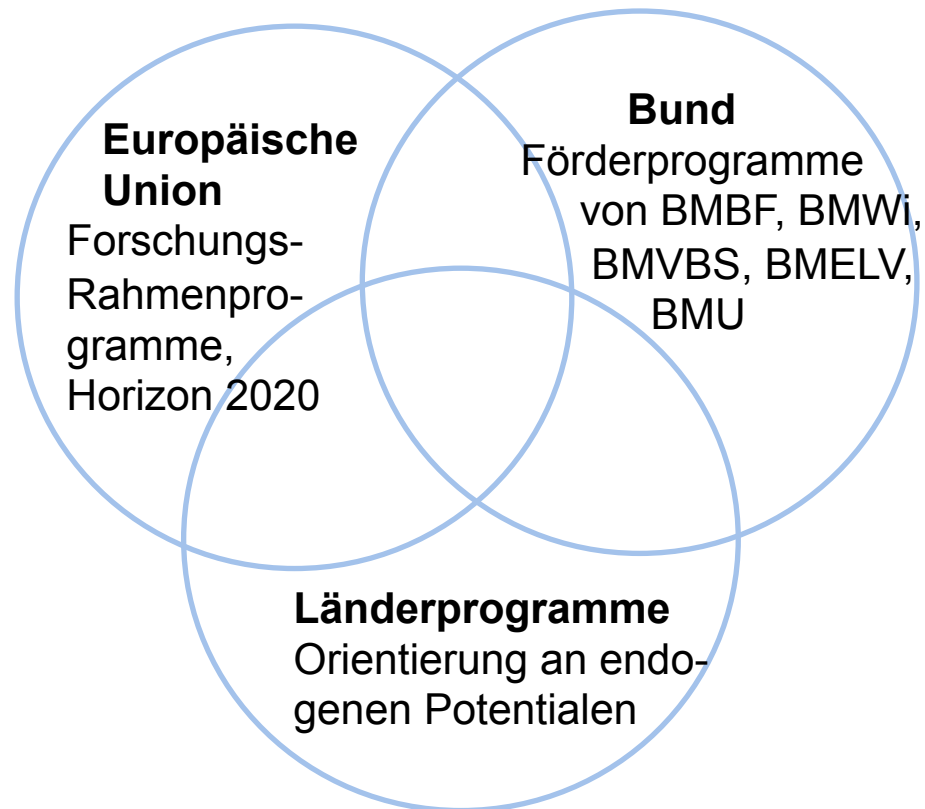 Europäische
Union
Forschungs-
Rahmenpro-
gramme,
Horizon 2020
Bund
Förderprogramme
von BMBF, BMWi,
BMVBS, BMELV,
BMU
Länderprogramme
Orientierung an endo-
genen Potentialen